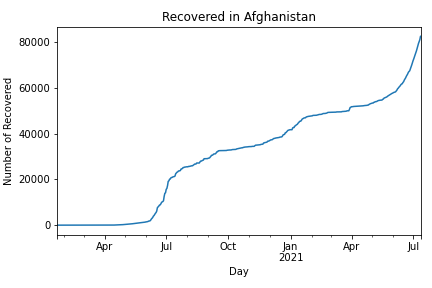 Recovered in Afghanistan
Number of Recovered
80000
60000
40000
20000
0
Apr
Jul
Oct
Jan
2021
Apr
Jul
Day